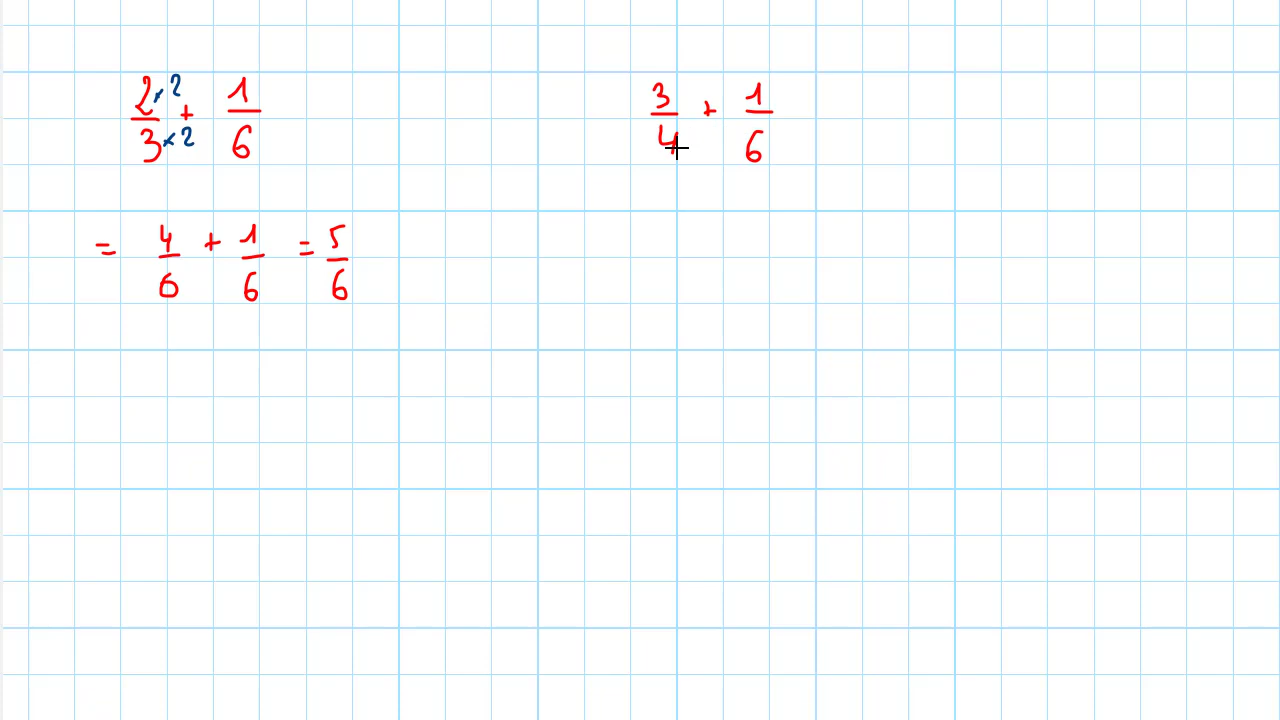 2×2/3×2 + 1/6
= 4/6 + 1/6 = 5/6
3/4 + 1/6